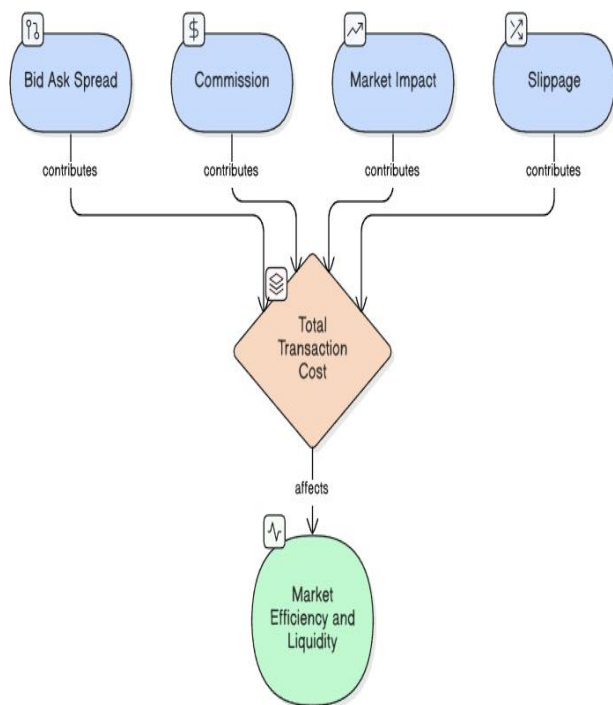 $
Bid Ask Spread
Commission
Market Impact
Slippage
contributes
contributes
contributes
contributes
Total
Transaction
Cost
affects
Market
Efficiency and
Liquidity